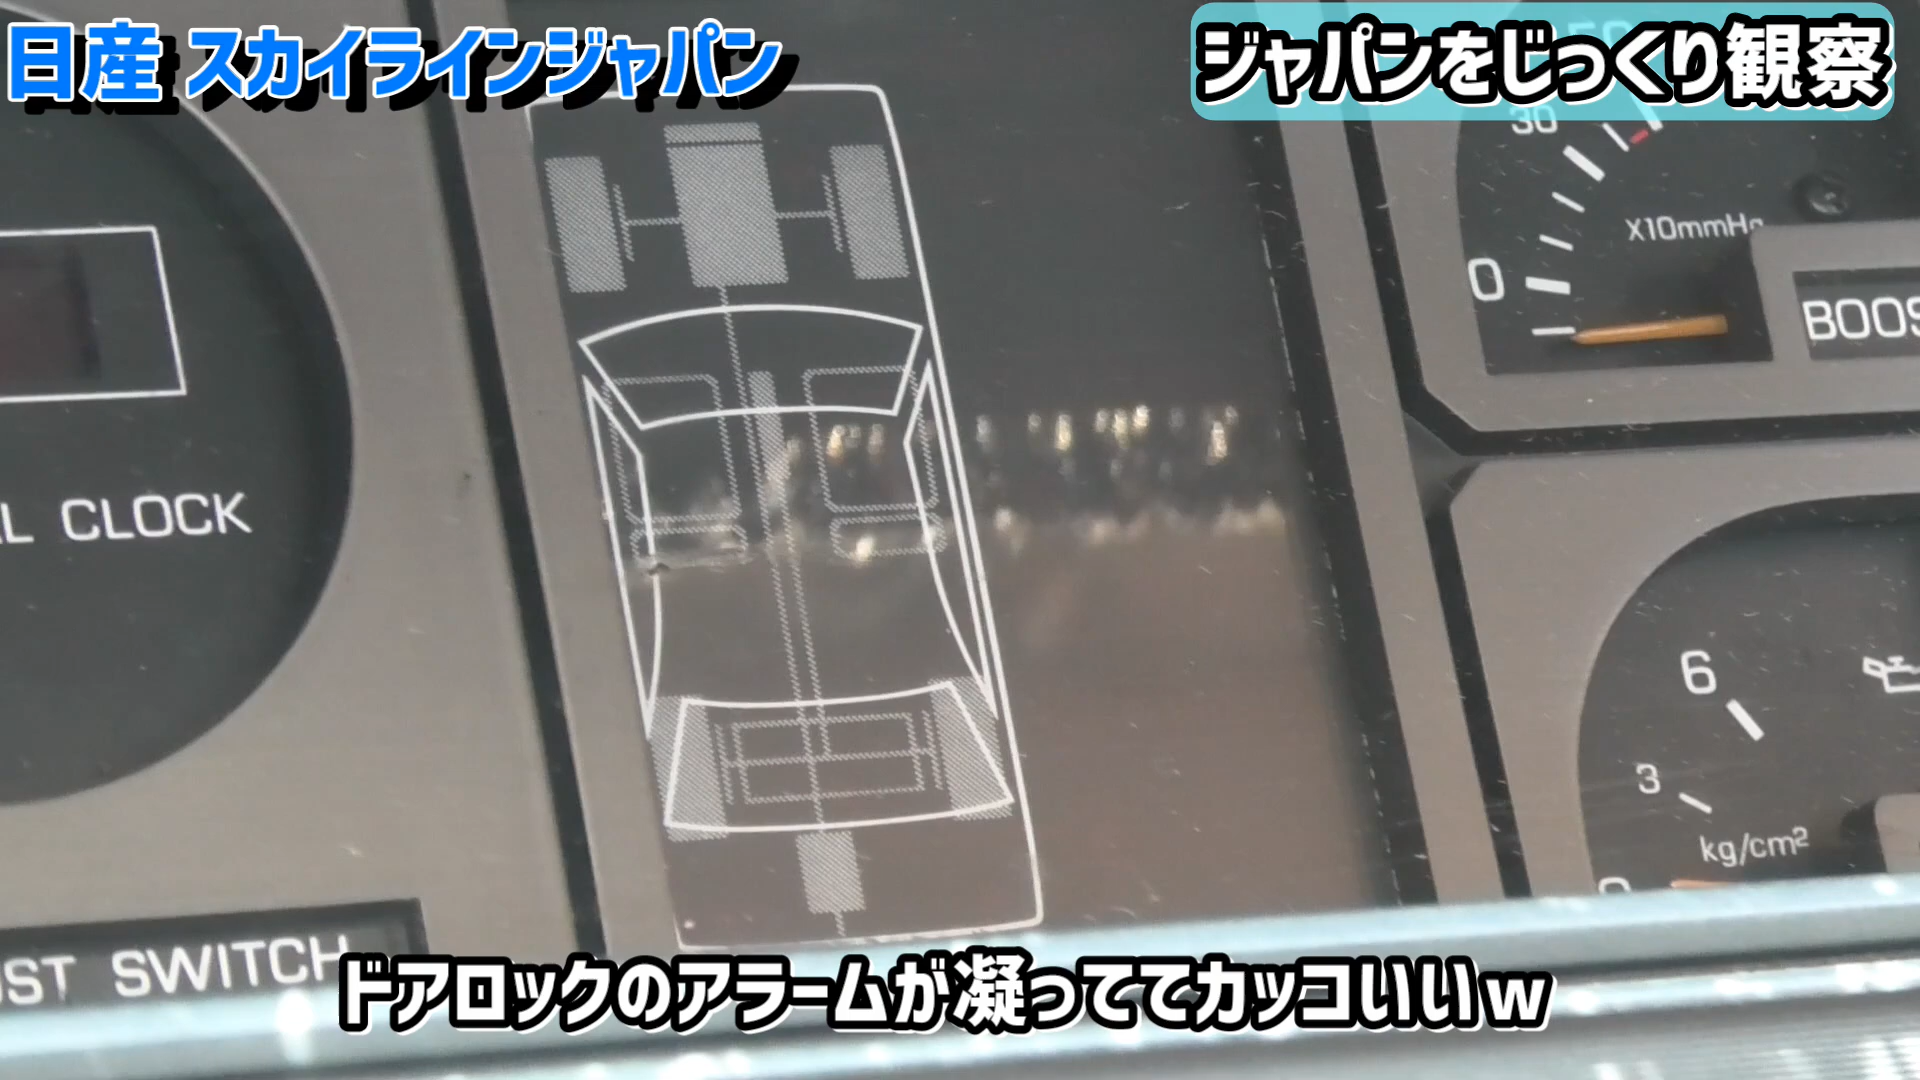 日産 スカイラインジャパン
ジャパンをじっくり観察
30
X10mmHg
0
BOOS
L CLOCK
6
3
kg/cm²
0
UST SWITCH
ドアロックのアラームが凝っててカッコいいｗ